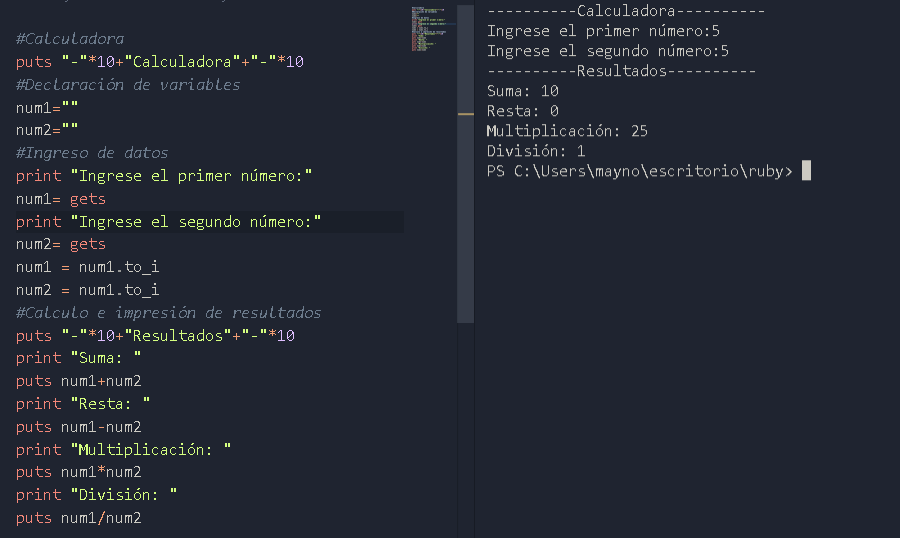 #Calculadora
puts "-"*10+"Calculadora"+"-"*10
#Declaración de variables
num1=""
num2=""
#Ingreso de datos
print "Ingrese el primer número:"
num1= gets
print "Ingrese el segundo número:"
num2= gets
num1 = num1.to_i
num2 = num1.to_i
#Calculo e impresión de resultados
puts "-"*10+"Resultados"+"-"*10
print "Suma: "
puts num1+num2
print "Resta: "
puts num1-num2
print "Multiplicación: "
puts num1*num2
print "División: "
puts num1/num2
----------Calculadora----------
Ingrese el primer número:5
Ingrese el segundo número:5
----------Resultados----------
Suma: 10
Resta: 0
Multiplicación: 25
División: 1
PS C:\Users\mayno\escritorio\ruby>